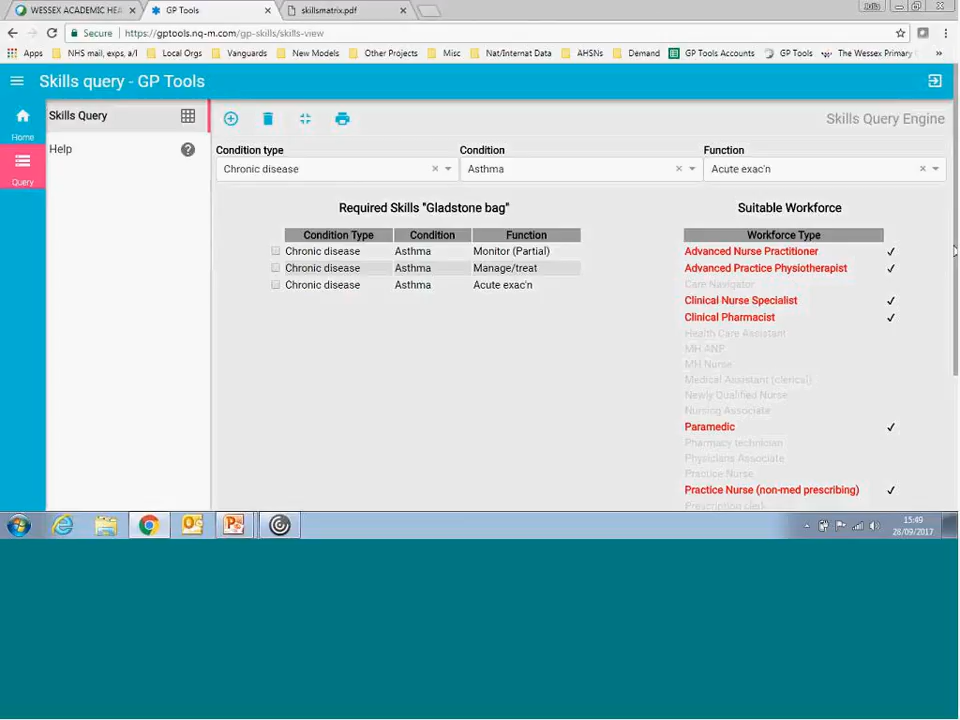 WESSEX ACADEMIC HEA
GP Tools
skillsmatrix.pdf
Secure https://gptools.nq-m.com/gp-skills/skills-view
Apps NHS mail, exps, a/l Local Orgs Vanguards New Models Other Projects Misc Nat/Internat Data AHSNs Demand GP Tools Accounts GP Tools The Wessex Primary
Skills query - GP Tools
Home
Query
Skills Query
Help
Skills Query Engine
Condition type Condition Function
Chronic disease Asthma Acute exac'n
Required Skills "Gladstone bag"
Condition Type Condition Function
Chronic disease Asthma Monitor (Partial)
Chronic disease Asthma Manage/treat
Chronic disease Asthma Acute exac'n
Suitable Workforce
Workforce Type
Advanced Nurse Practitioner ✓
Advanced Practice Physiotherapist ✓
Care Navigator
Clinical Nurse Specialist ✓
Clinical Pharmacist ✓
Health Care Assistant
MH ANP
MH Nurse
Medical Assistant (clerical)
Newly Qualified Nurse
Nursing Associate
Paramedic ✓
Pharmacy technician
Physicians Associate
Practice Nurse
Practice Nurse (non-med prescribing) ✓
15:49
28/09/2017